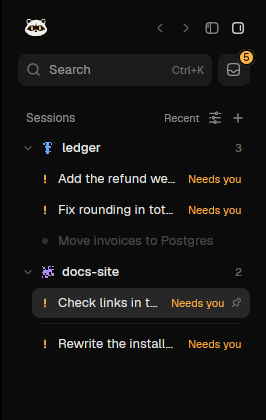 5
Search Ctrl+K
Sessions Recent
ledger 3
! Add the refund we... Needs you
! Fix rounding in tot... Needs you
Move invoices to Postgres
docs-site 2
! Check links in t... Needs you
! Rewrite the install... Needs you